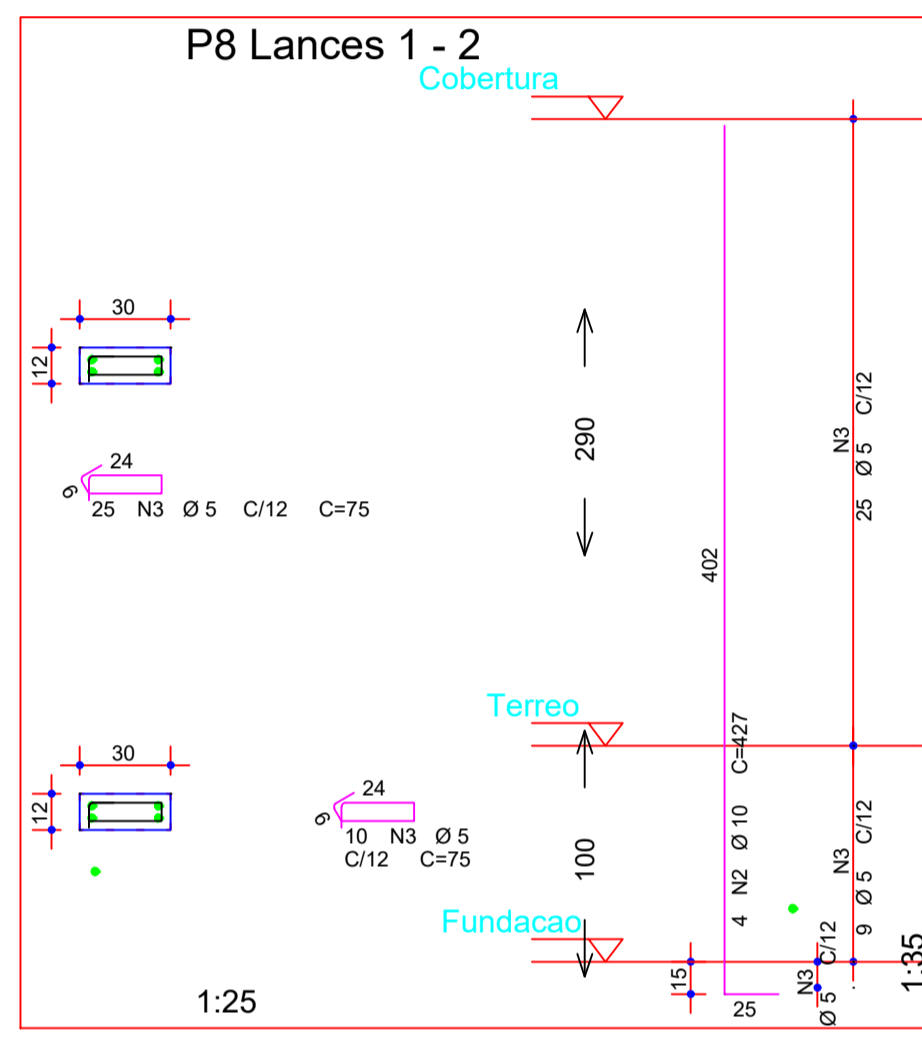 P8 Lances 1 - 2
Cobertura
30
12
24
6
25 N3 Ø 5 C/12 C=75
290
402
N3
25 Ø 5 C/12
Terreo
30
12
24
6
10 N3 Ø 5
C/12 C=75
100
4 N2 Ø 10 C=427
N3
9 Ø 5 C/12
Fundacao
15
25
N3 C/12
Ø 5
1:25
1:35